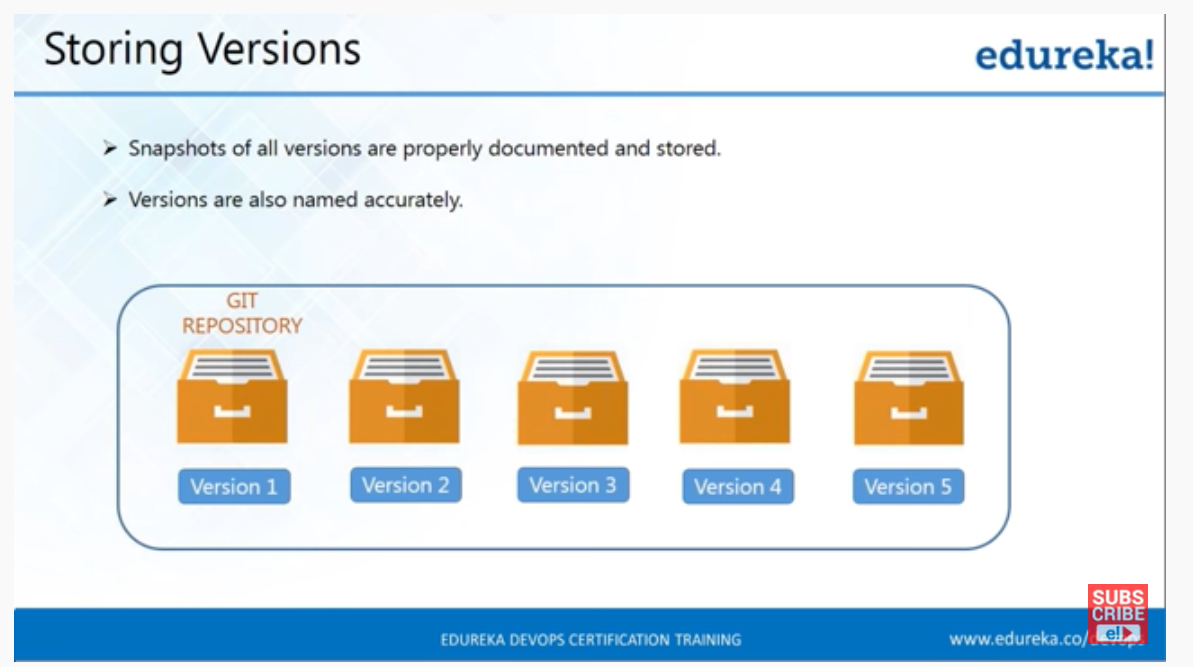 Storing Versions
edureka!
➤ Snapshots of all versions are properly documented and stored.
➤ Versions are also named accurately.
GIT
REPOSITORY
Version 1
Version 2
Version 3
Version 4
Version 5
SUBS
CRIBE
e!
EDUREKA DEVOPS CERTIFICATION TRAINING
www.edureka.co/devops